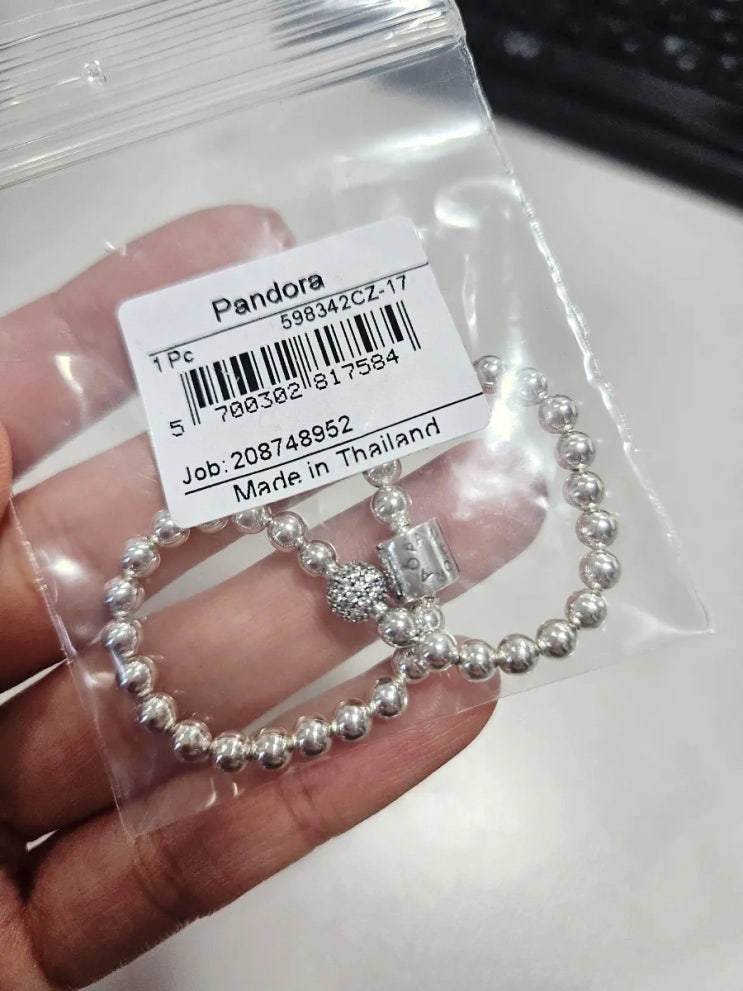 Pandora
598342CZ-17
1 Pc
5 700302 817584
Job: 208748952
Made in Thailand